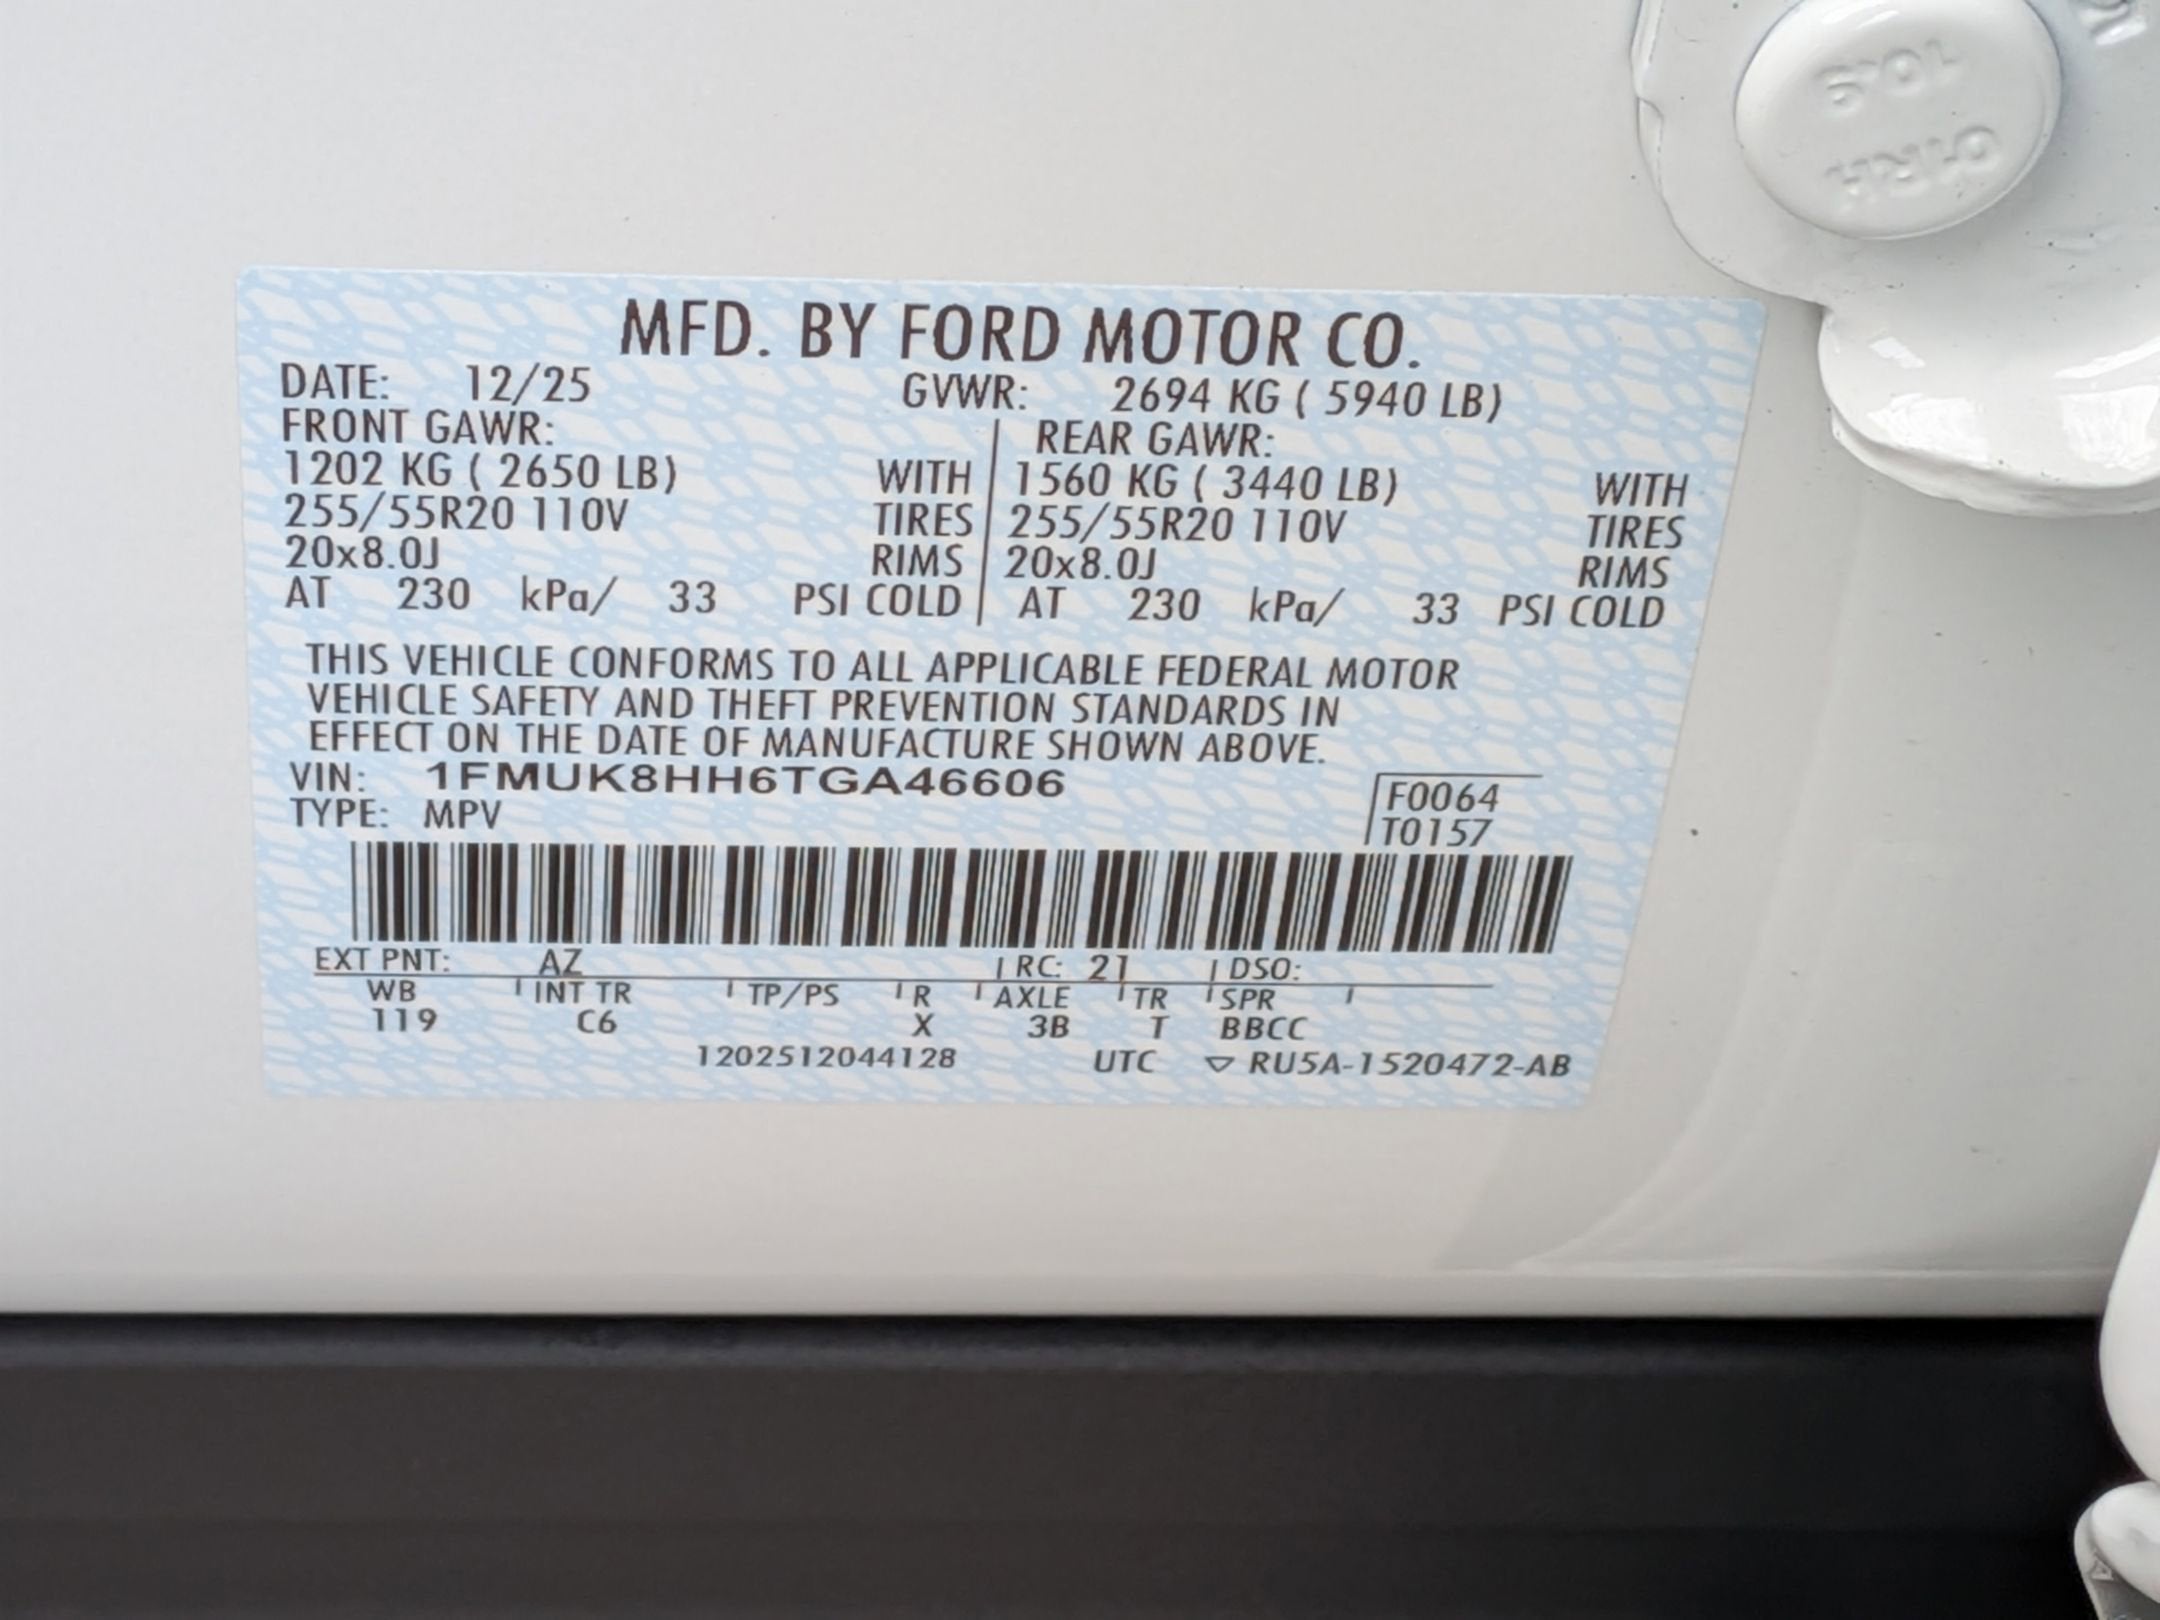 10.9
OTRH
MFD. BY FORD MOTOR CO.
DATE: 12/25 GVWR: 2694 KG ( 5940 LB)
FRONT GAWR: REAR GAWR:
1202 KG ( 2650 LB) WITH 1560 KG ( 3440 LB) WITH
255/55R20 110V TIRES 255/55R20 110V TIRES
20x8.0J RIMS 20x8.0J RIMS
AT 230 kPa/ 33 PSI COLD AT 230 kPa/ 33 PSI COLD
THIS VEHICLE CONFORMS TO ALL APPLICABLE FEDERAL MOTOR
VEHICLE SAFETY AND THEFT PREVENTION STANDARDS IN
EFFECT ON THE DATE OF MANUFACTURE SHOWN ABOVE.
VIN: 1FMUK8HH6TGA46606 F0064
TYPE: MPV T0157
EXT PNT: AZ RC: 21 DSO:
WB INT TR TP/PS R AXLE TR SPR
119 C6 X 3B T BBCC
1202512044128 UTC ▽ RU5A-1520472-AB